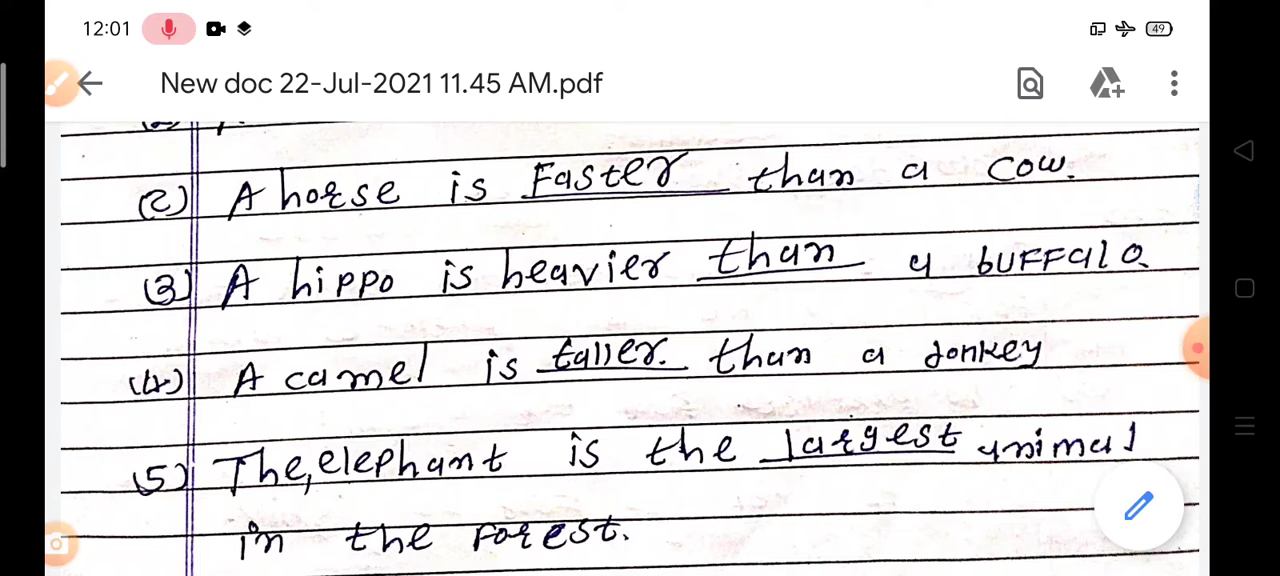 12:01
49
New doc 22-Jul-2021 11.45 AM.pdf
(2) A horse is Faster than a cow.
(3) A hippo is heavier than a buFFalo.
(4) A camel is taller. than a donkey
(5) The, elephant is the largest animal
in the Forest.